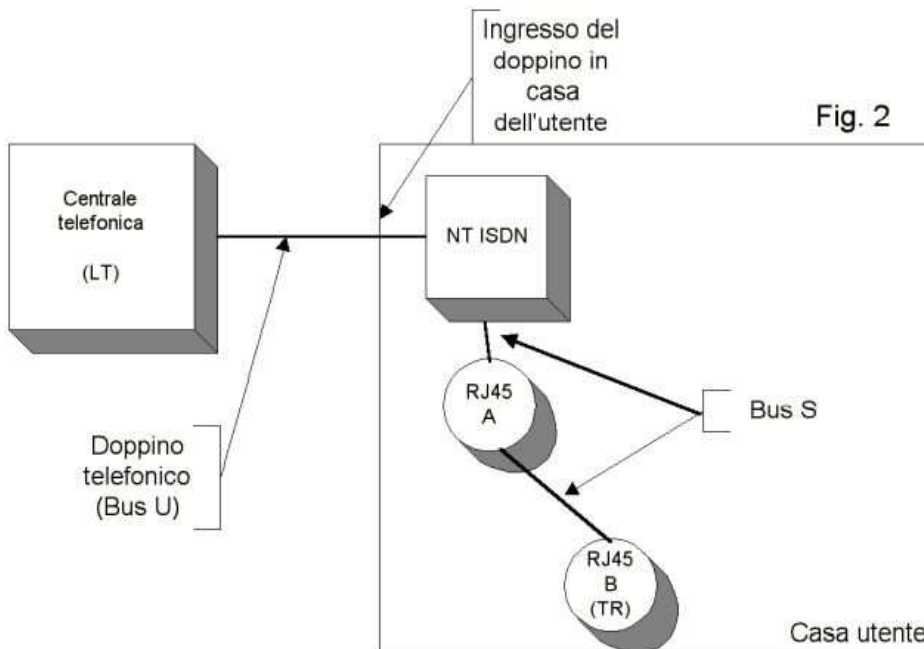 Ingresso del
doppino in
casa
dell'utente
Fig. 2
Centrale
telefonica
(LT)
NT ISDN
RJ45
A
Bus S
Doppino
telefonico
(Bus U)
RJ45
B
(TR)
Casa utente